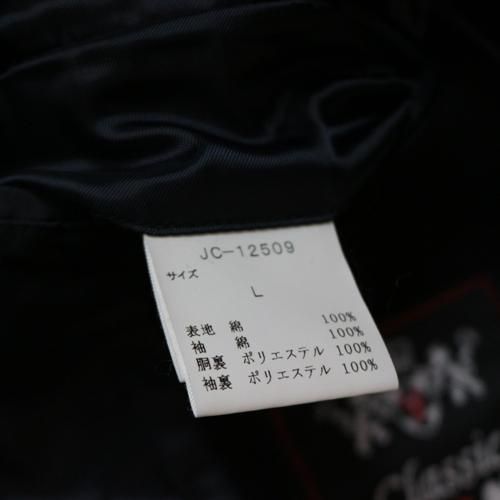 JC-12509
サイズ
L
表地 綿 100%
袖 綿 100%
胴裏 ポリエステル 100%
袖裏 ポリエステル 100%
Classic